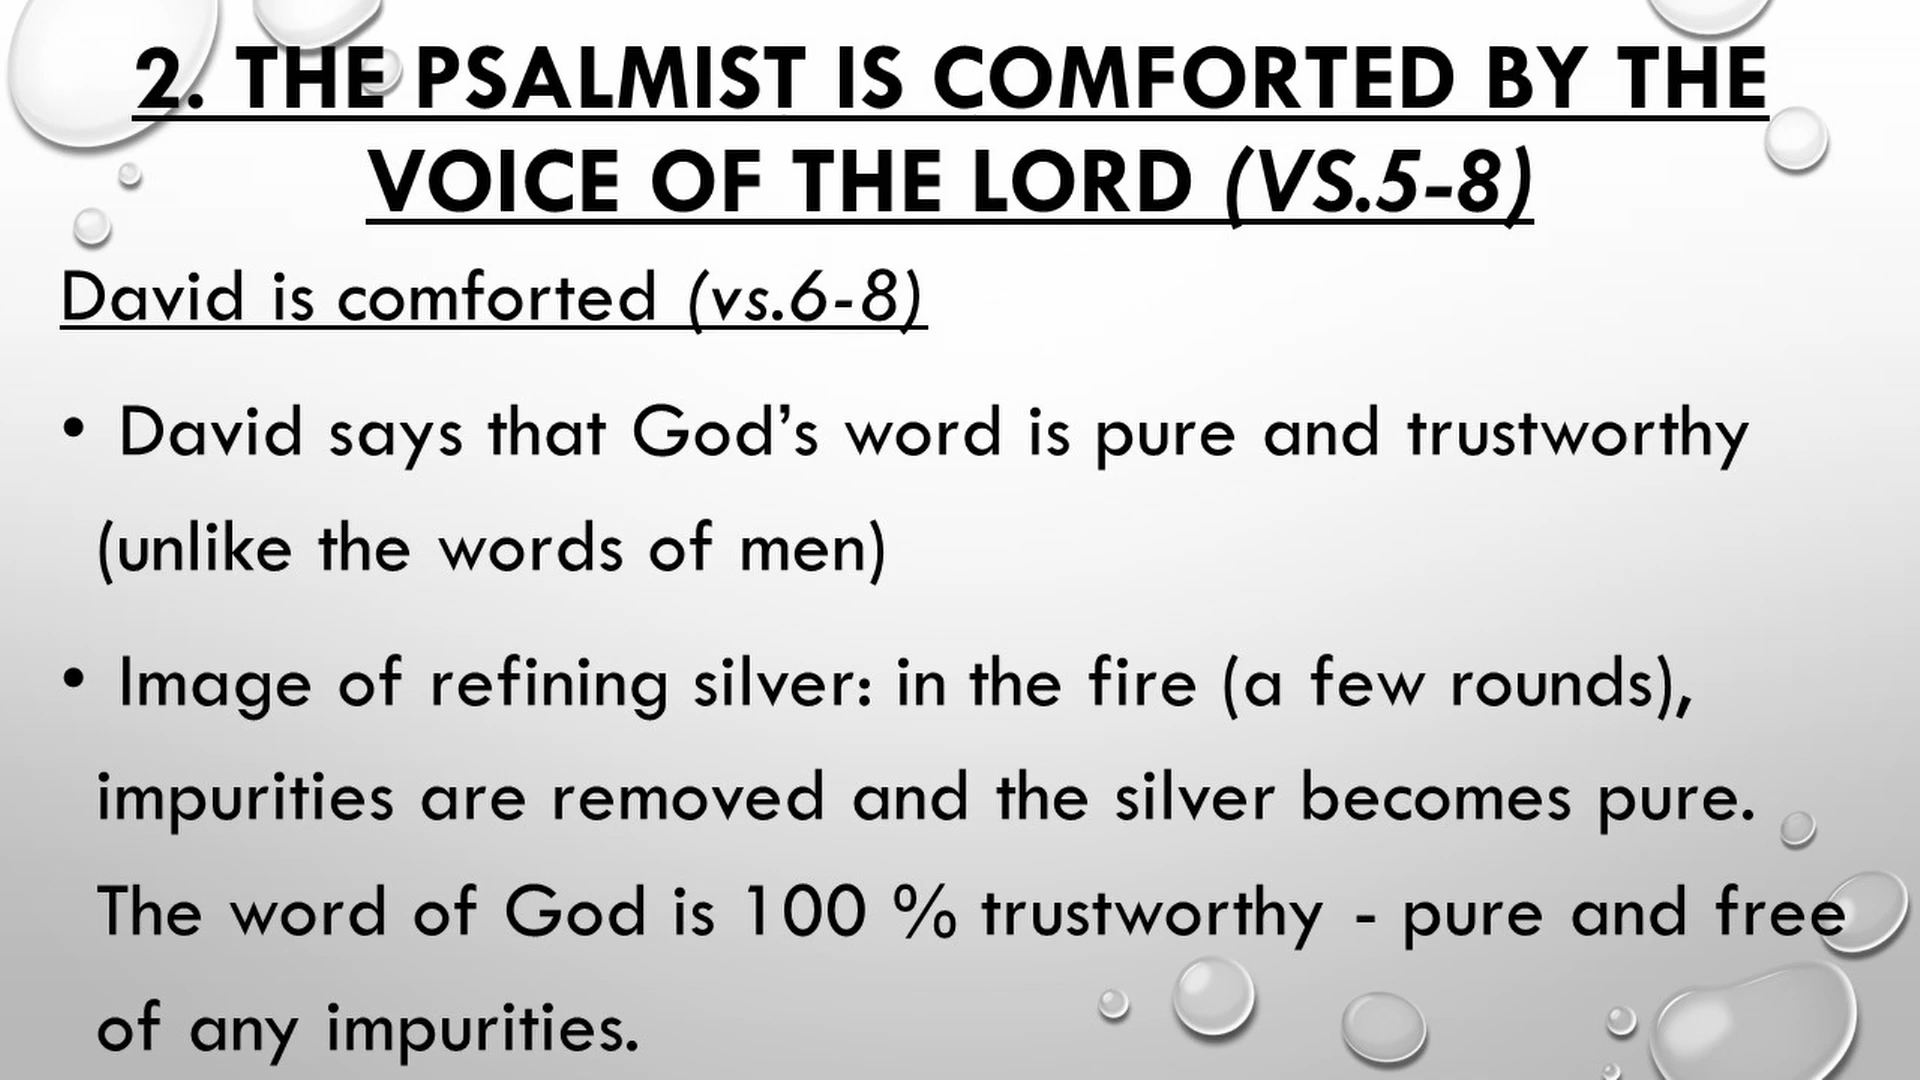 2. THE PSALMIST IS COMFORTED BY THE
VOICE OF THE LORD (VS.5-8)
David is comforted (vs.6-8)
• David says that God’s word is pure and trustworthy
(unlike the words of men)
• Image of refining silver: in the fire (a few rounds),
impurities are removed and the silver becomes pure.
The word of God is 100 % trustworthy - pure and free
of any impurities.